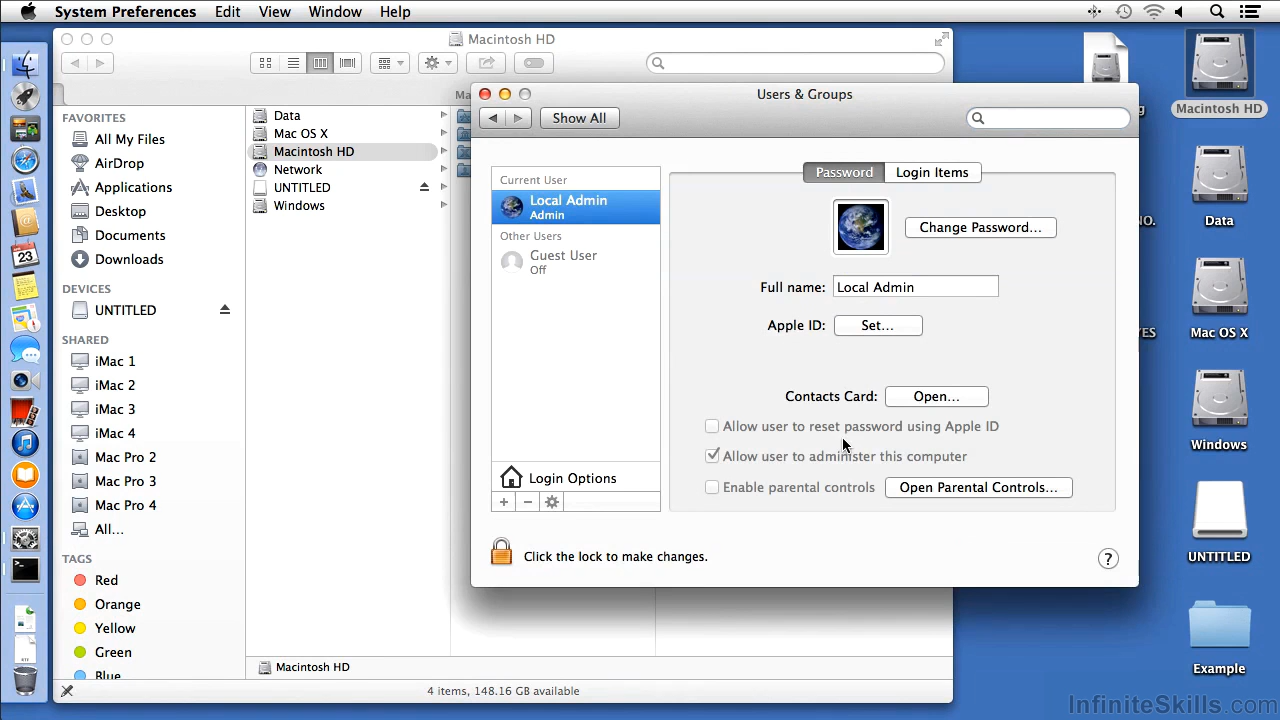 System Preferences Edit View Window Help
Macintosh HD
Ma
FAVORITES
All My Files
AirDrop
Applications
Desktop
Documents
Downloads
DEVICES
UNTITLED
SHARED
iMac 1
iMac 2
iMac 3
iMac 4
Mac Pro 2
Mac Pro 3
Mac Pro 4
All...
TAGS
Red
Orange
Yellow
Green
Blue
Data
Mac OS X
Macintosh HD
Network
UNTITLED
Windows
Macintosh HD
4 items, 148.16 GB available
Users & Groups
Show All
Current User
Local Admin
Admin
Other Users
Guest User
Off
Login Options
Password Login Items
Change Password...
Full name: Local Admin
Apple ID: Set...
Contacts Card: Open...
Allow user to reset password using Apple ID
Allow user to administer this computer
Enable parental controls Open Parental Controls...
Click the lock to make changes.
?
Macintosh HD
g
NO.
Data
YES
Mac OS X
Windows
UNTITLED
Example
23
InfiniteSkills.com